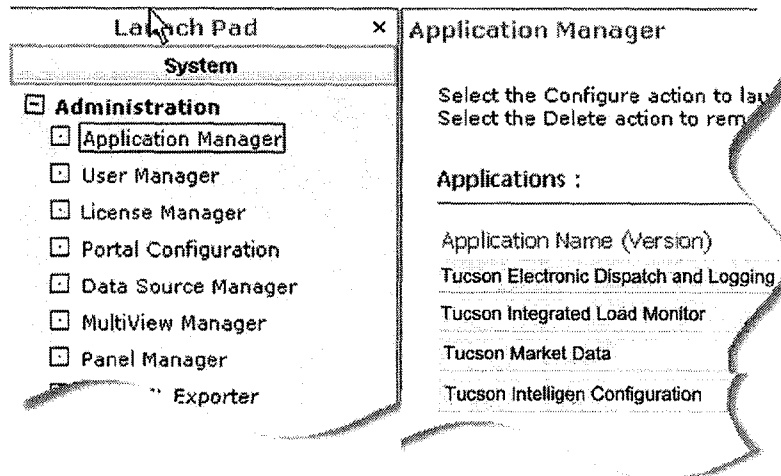 Launch Pad ×
System
Administration
Application Manager
User Manager
License Manager
Portal Configuration
Data Source Manager
MultiView Manager
Panel Manager
Exporter
Application Manager
Select the Configure action to
Select the Delete action to
Applications :
Application Name (Version)
Tucson Electronic Dispatch and Logging
Tucson Integrated Load Monitor
Tucson Market Data
Tucson Intelligen Configuration